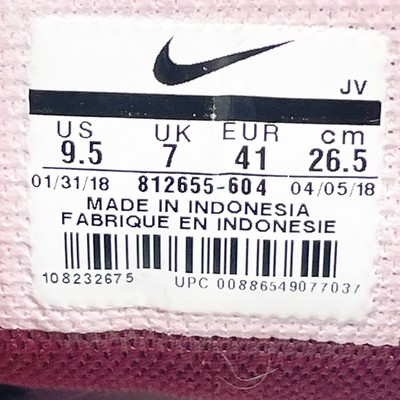 JV
US UK EUR cm
9.5 7 41 26.5
01/31/18 812655-604 04/05/18
MADE IN INDONESIA
FABRIQUE EN INDONESIE
108232675 UPC 00886549077037